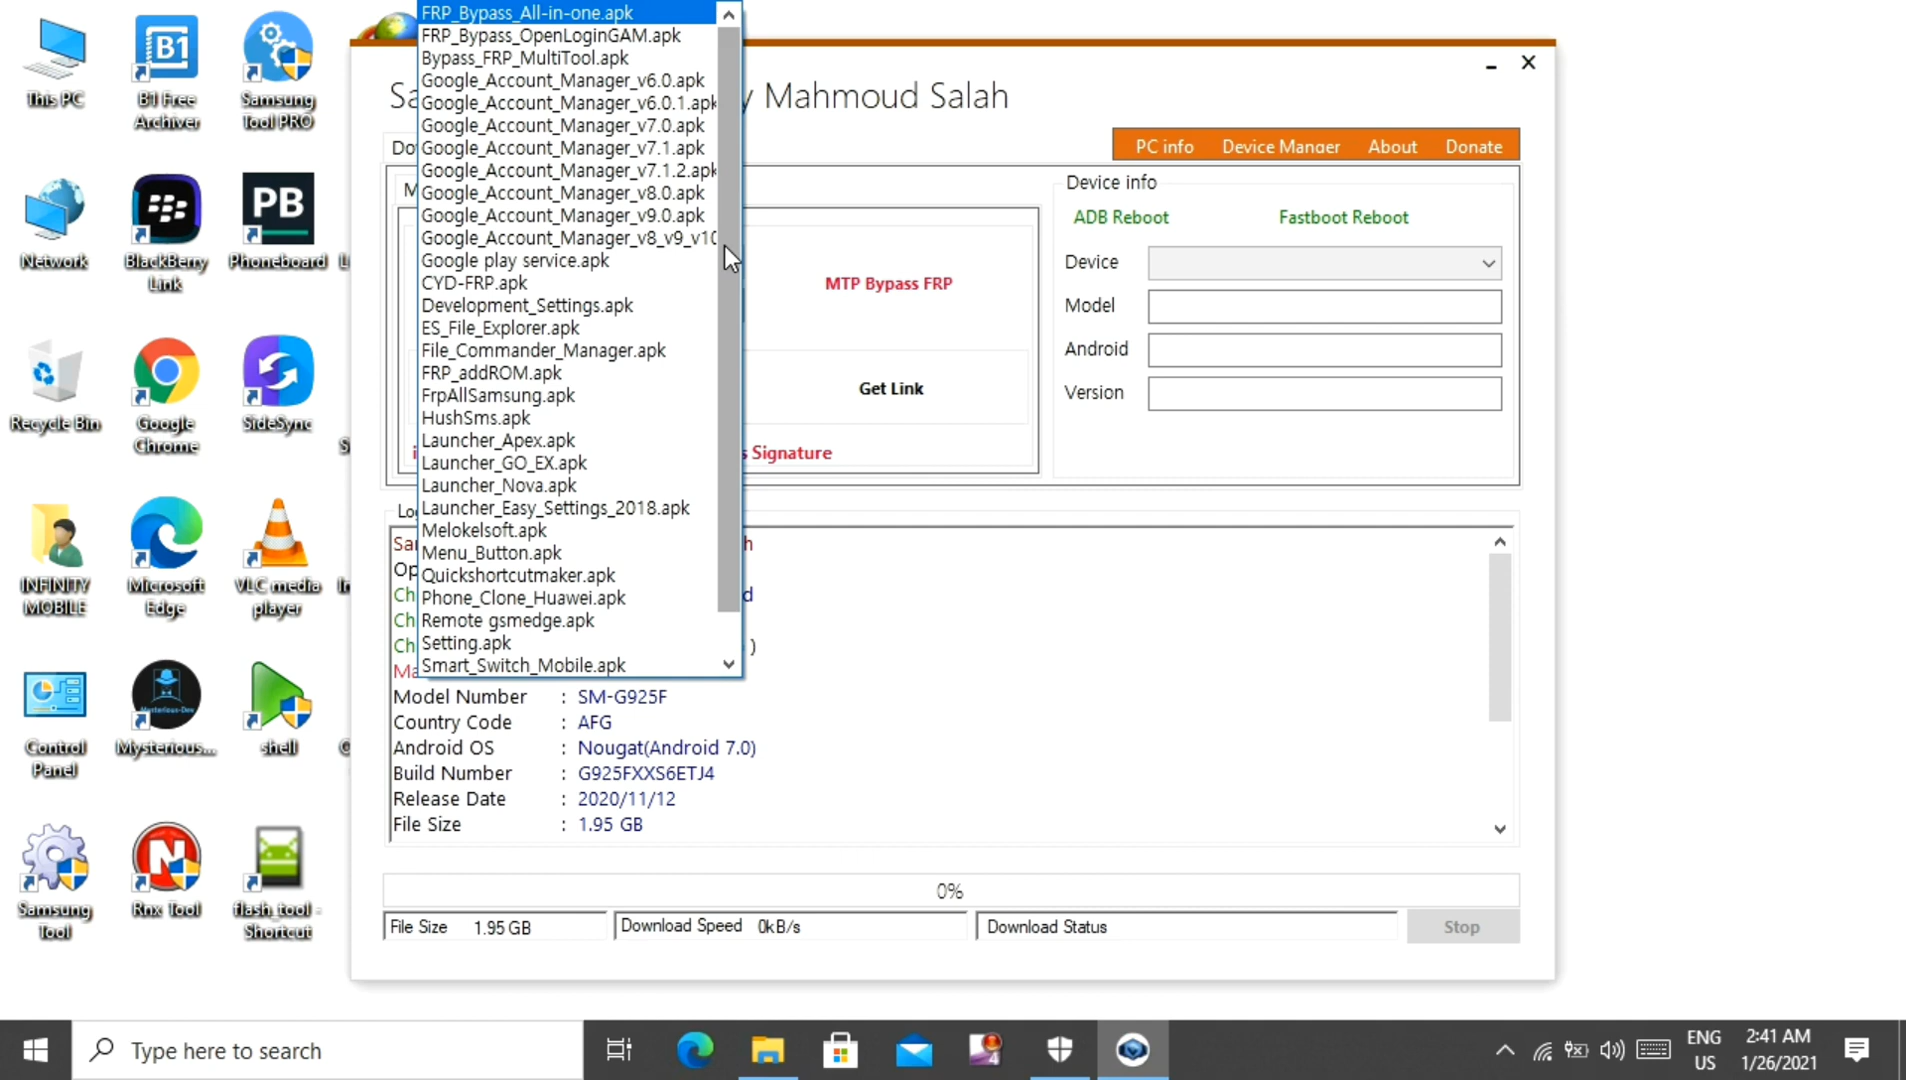 This PC
B1 Free
Archiver
Samsung
Tool PRO
Network
BlackBerry
Link
Phoneboard
Recycle Bin
Google
Chrome
SideSync
INFINITY
MOBILE
Microsoft
Edge
VLC media
player
Control
Panel
Mysterious...
shell
Samsung
Tool
Rnx Tool
flash_tool -
Shortcut
B1
PB
Mysterious-Dev
FRP_Bypass_All-in-one.apk
FRP_Bypass_OpenLoginGAM.apk
Bypass_FRP_MultiTool.apk
Google_Account_Manager_v6.0.apk
Google_Account_Manager_v6.0.1.apk
Google_Account_Manager_v7.0.apk
Google_Account_Manager_v7.1.apk
Google_Account_Manager_v7.1.2.apk
Google_Account_Manager_v8.0.apk
Google_Account_Manager_v9.0.apk
Google_Account_Manager_v8_v9_v10
Google play service.apk
CYD-FRP.apk
Development_Settings.apk
ES_File_Explorer.apk
File_Commander_Manager.apk
FRP_addROM.apk
FrpAllSamsung.apk
HushSms.apk
Launcher_Apex.apk
Launcher_GO_EX.apk
Launcher_Nova.apk
Launcher_Easy_Settings_2018.apk
Melokelsoft.apk
Menu_Button.apk
Quickshortcutmaker.apk
Phone_Clone_Huawei.apk
Remote gsmedge.apk
Setting.apk
Smart_Switch_Mobile.apk
Mahmoud Salah
PC info Device Manger About Donate
MTP Bypass FRP
Get Link
Signature
Device info
ADB Reboot Fastboot Reboot
Device
Model
Android
Version
Model Number : SM-G925F
Country Code : AFG
Android OS : Nougat(Android 7.0)
Build Number : G925FXXS6ETJ4
Release Date : 2020/11/12
File Size : 1.95 GB
0%
File Size 1.95 GB Download Speed 0kB/s Download Status Stop
Type here to search
ENG
US
2:41 AM
1/26/2021